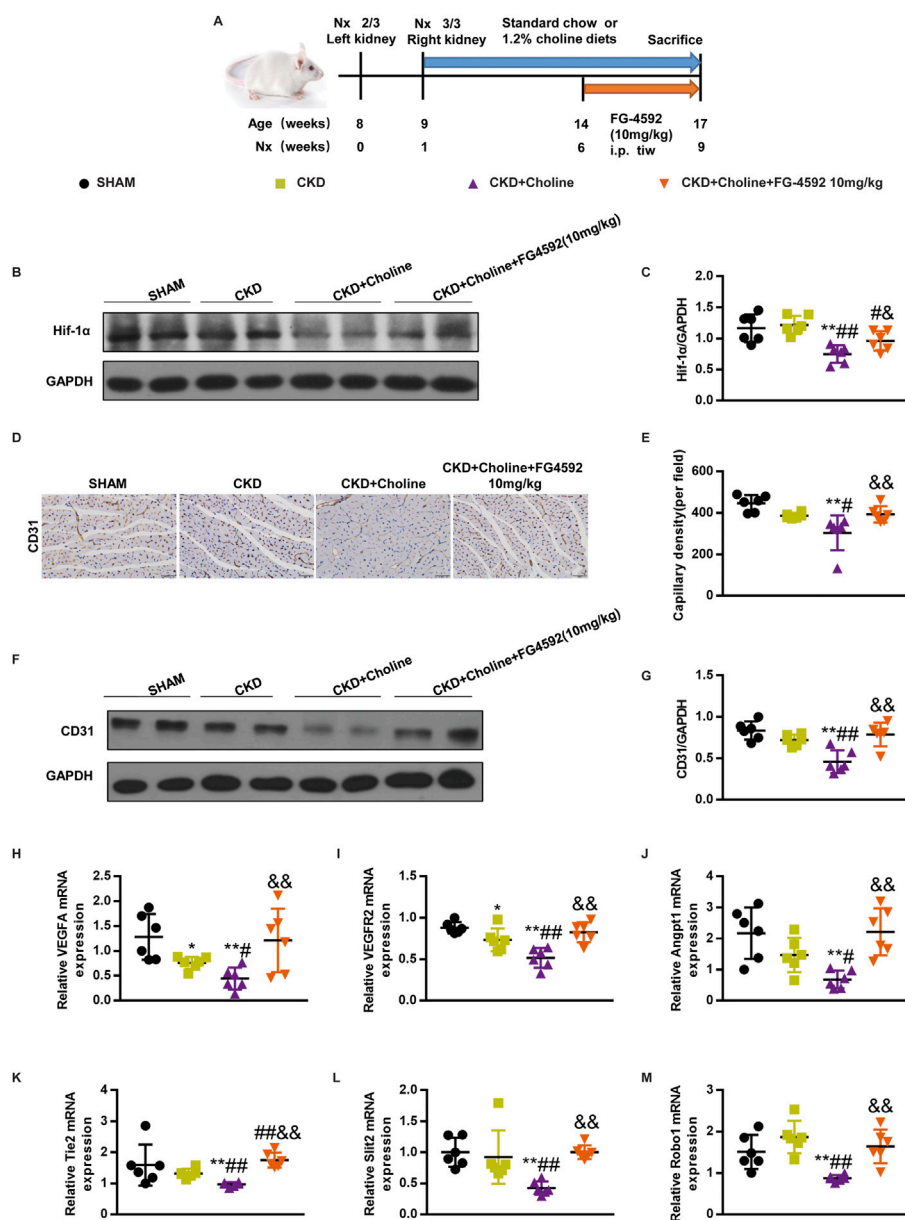 A
Nx 2/3
Left kidney
Nx 3/3
Right kidney
Standard chow or
1.2% choline diets
Sacrifice
Age (weeks) 8 9 14 17
FG-4592
(10mg/kg)
i.p. tiw
Nx (weeks) 0 1 6 9
SHAM
CKD
CKD+Choline
CKD+Choline+FG-4592 10mg/kg
B
SHAM
CKD
CKD+Choline
CKD+Choline+FG4592(10mg/kg)
Hif-1α
GAPDH
C
Hif-1α/GAPDH
2.0
1.5
1.0
0.5
0.0
**##
#&
D
SHAM
CKD
CKD+Choline
CKD+Choline+FG4592
10mg/kg
CD31
E
Capillary density(per field)
600
400
200
0
**#
&&
F
SHAM
CKD
CKD+Choline
CKD+Choline+FG4592(10mg/kg)
CD31
GAPDH
G
CD31/GAPDH
1.5
1.0
0.5
0.0
**##
&&
H
Relative VEGFA mRNA
expression
2.5
2.0
1.5
1.0
0.5
0.0
*
**#
&&
I
Relative VEGFR2 mRNA
expression
1.5
1.0
0.5
0.0
*
**##
&&
J
Relative Angpt1 mRNA
expression
4
3
2
1
0
**#
&&
K
Relative Tie2 mRNA
expression
4
3
2
1
0
**##
##&&
L
Relative Slit2 mRNA
expression
2.0
1.5
1.0
0.5
0.0
**##
&&
M
Relative Robo1 mRNA
expression
3
2
1
0
**##
&&